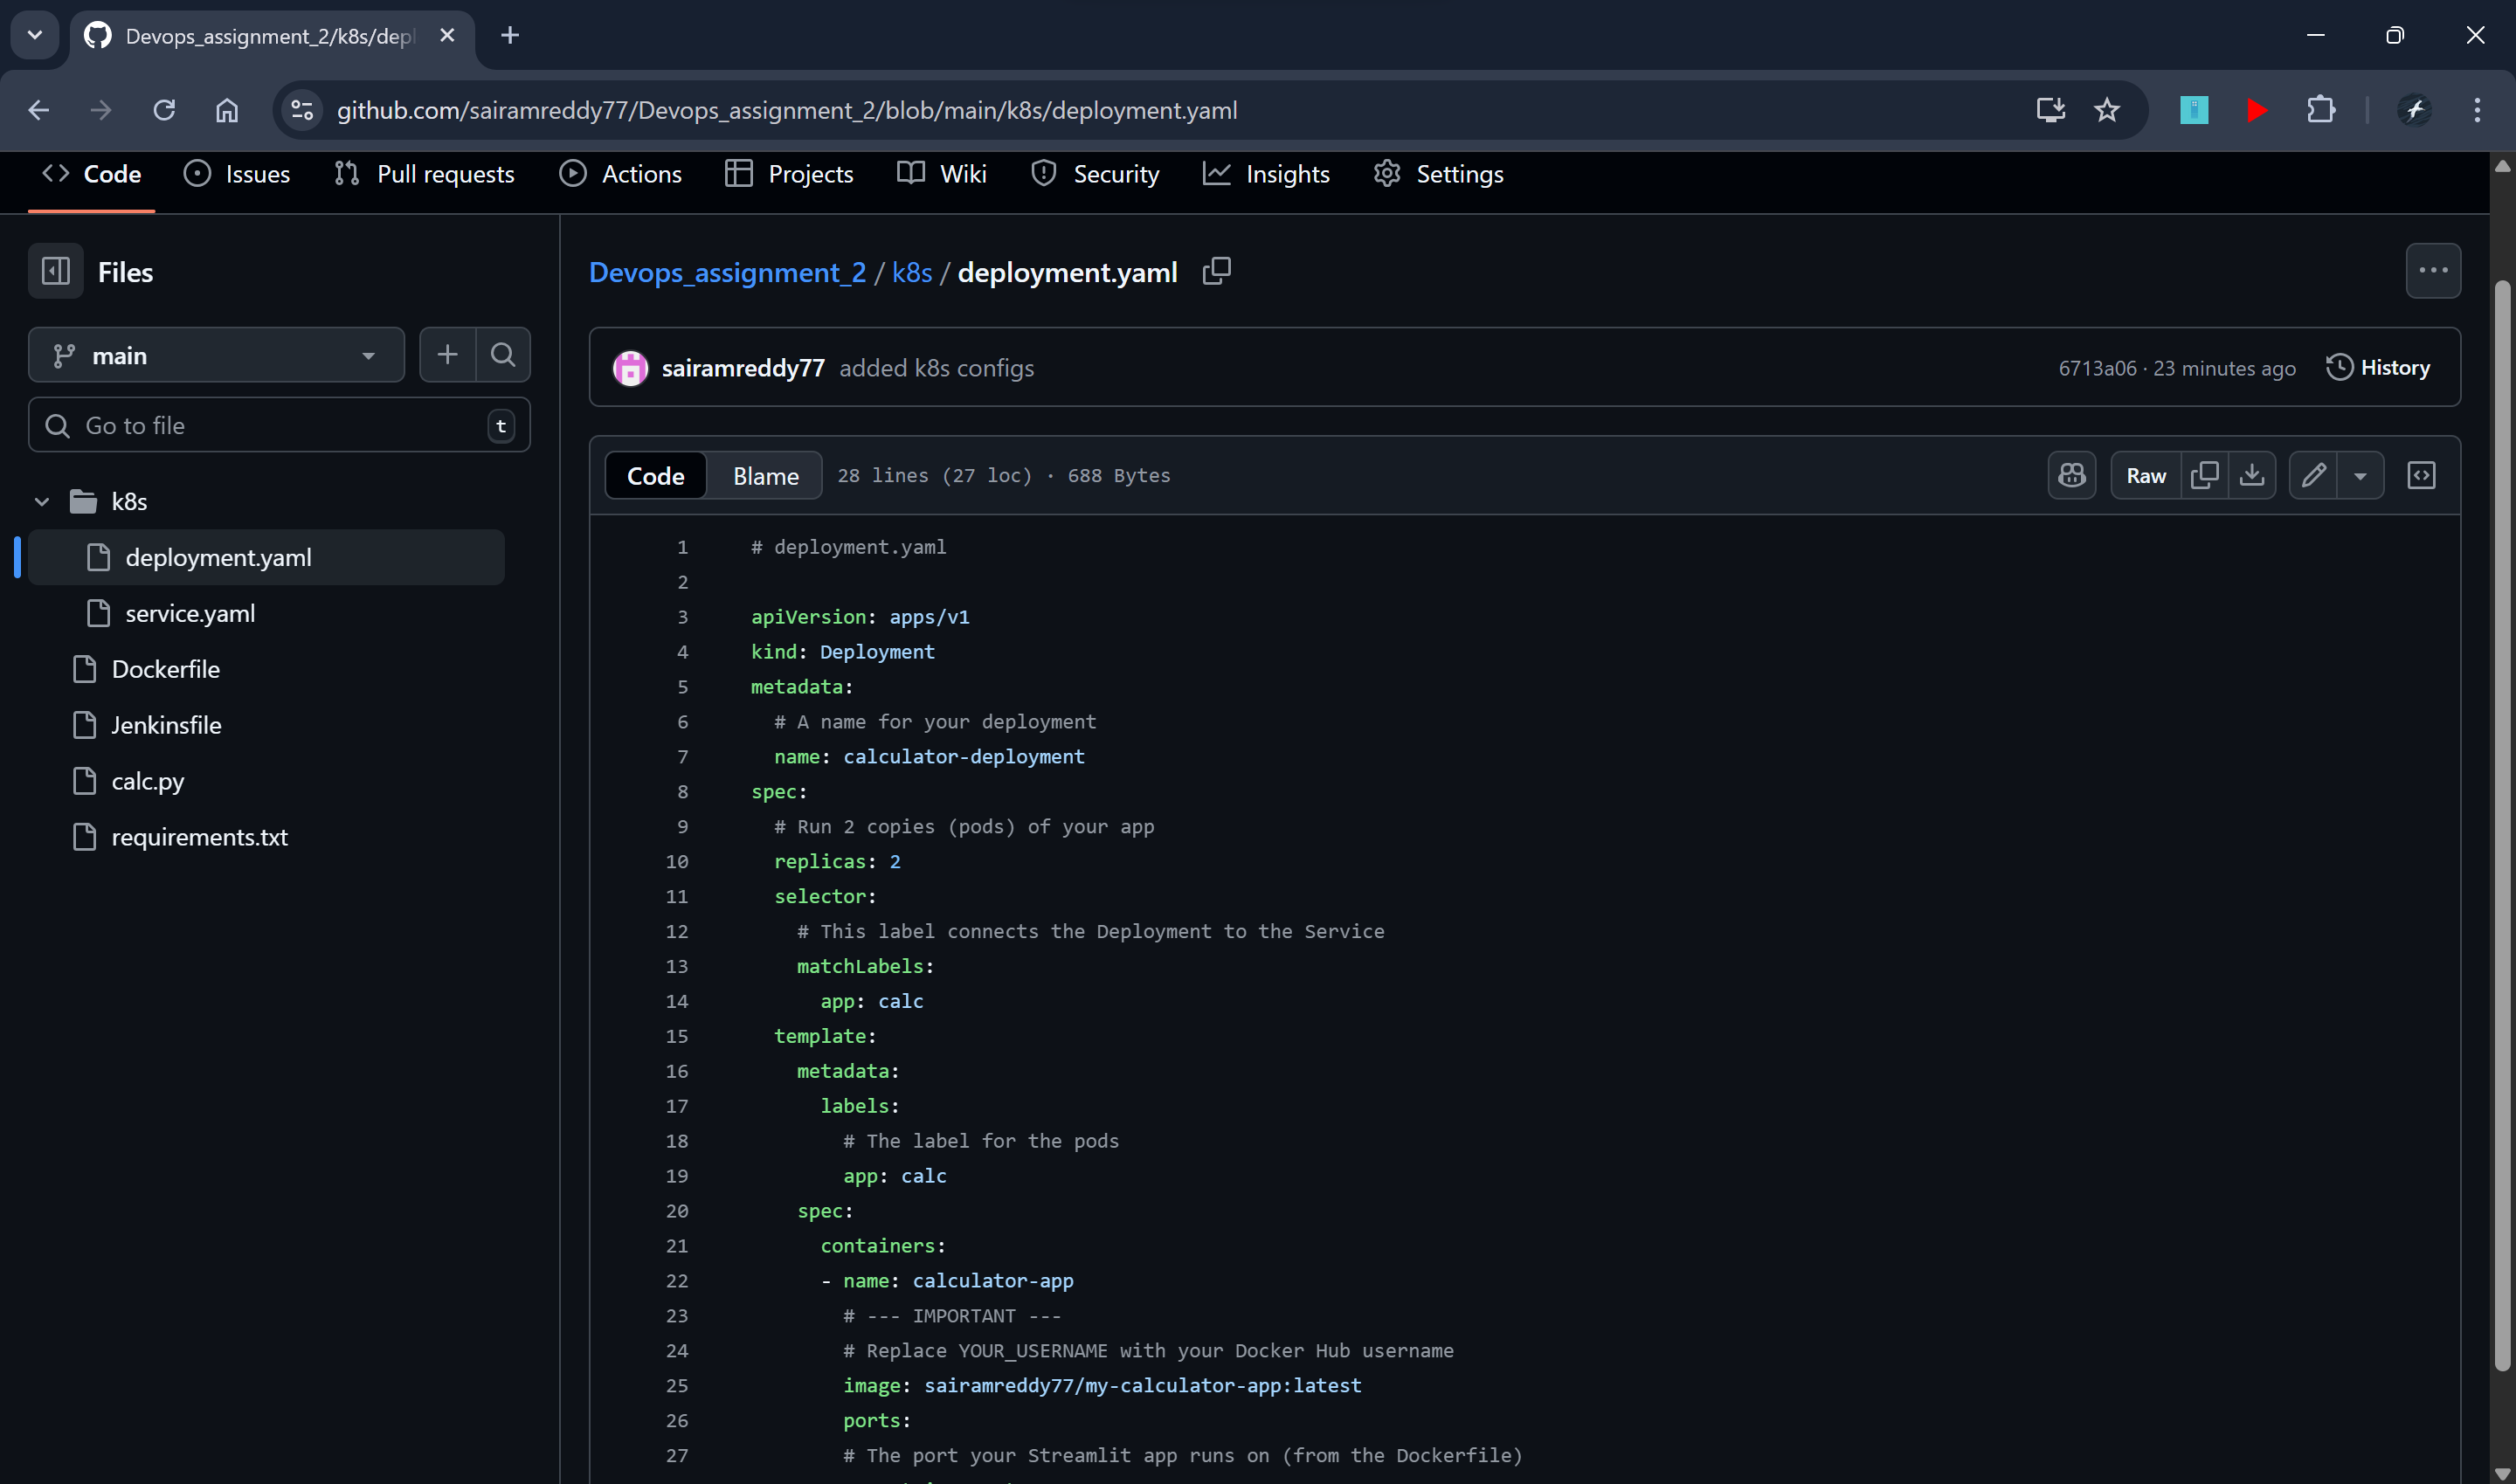 Devops_assignment_2/k8s/depl
github.com/sairamreddy77/Devops_assignment_2/blob/main/k8s/deployment.yaml
Code Issues Pull requests Actions Projects Wiki Security Insights Settings
Files
main
Go to file t
k8s
deployment.yaml
service.yaml
Dockerfile
Jenkinsfile
calc.py
requirements.txt
Devops_assignment_2 / k8s / deployment.yaml
sairamreddy77 added k8s configs 6713a06 · 23 minutes ago History
Code Blame 28 lines (27 loc) · 688 Bytes Raw
1 # deployment.yaml
2
3 apiVersion: apps/v1
4 kind: Deployment
5 metadata:
6   # A name for your deployment
7   name: calculator-deployment
8 spec:
9   # Run 2 copies (pods) of your app
10   replicas: 2
11   selector:
12     # This label connects the Deployment to the Service
13     matchLabels:
14       app: calc
15   template:
16     metadata:
17       labels:
18         # The label for the pods
19         app: calc
20     spec:
21       containers:
22       - name: calculator-app
23         # --- IMPORTANT ---
24         # Replace YOUR_USERNAME with your Docker Hub username
25         image: sairamreddy77/my-calculator-app:latest
26         ports:
27         # The port your Streamlit app runs on (from the Dockerfile)